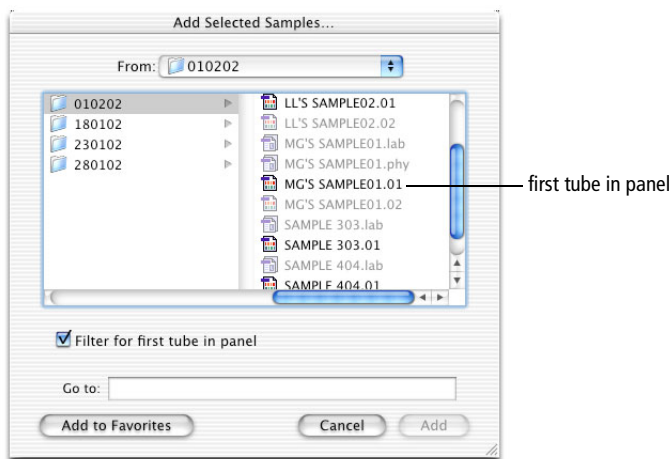 Add Selected Samples...
From: 010202
010202
180102
230102
280102
LL'S SAMPLE02.01
LL'S SAMPLE02.02
MG'S SAMPLE01.lab
MG'S SAMPLE01.phy
MG'S SAMPLE01.01
MG'S SAMPLE01.02
SAMPLE 303.lab
SAMPLE 303.01
SAMPLE 404.lab
SAMPLE 404.01
first tube in panel
Filter for first tube in panel
Go to:
Add to Favorites Cancel Add